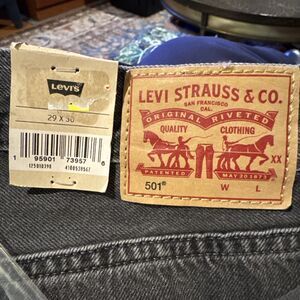 LEVI'S
29 X 30
1 95901 73957 6
LEVI STRAUSS & CO.
SAN FRANCISCO
CAL.
ORIGINAL RIVETED
QUALITY CLOTHING
XX
PATENTED MAY 20 1873
501® W L